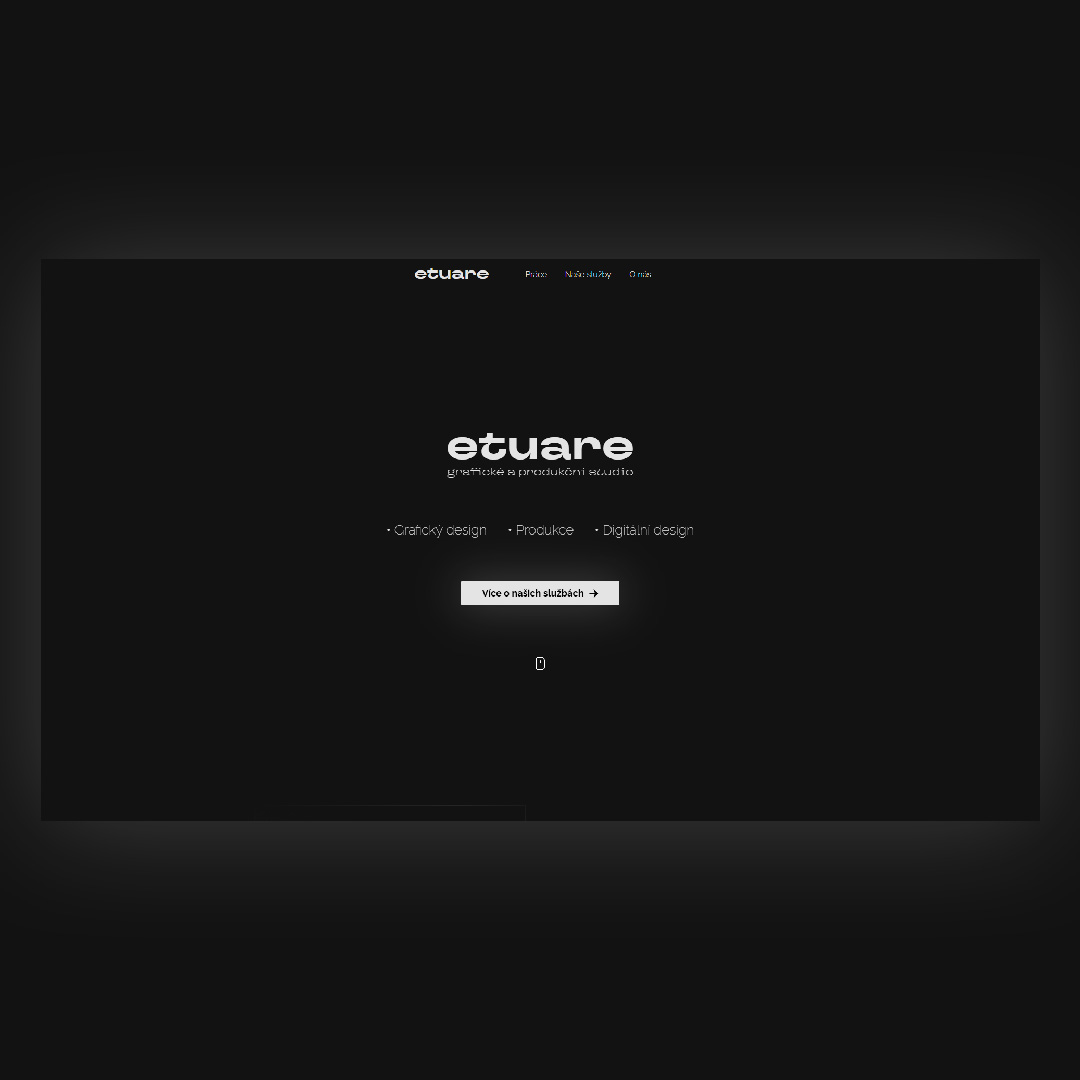 etuare Práce Naše služby O nás
etuare
grafické a produkční studio
• Grafický design • Produkce • Digitální design
Více o našich službách →